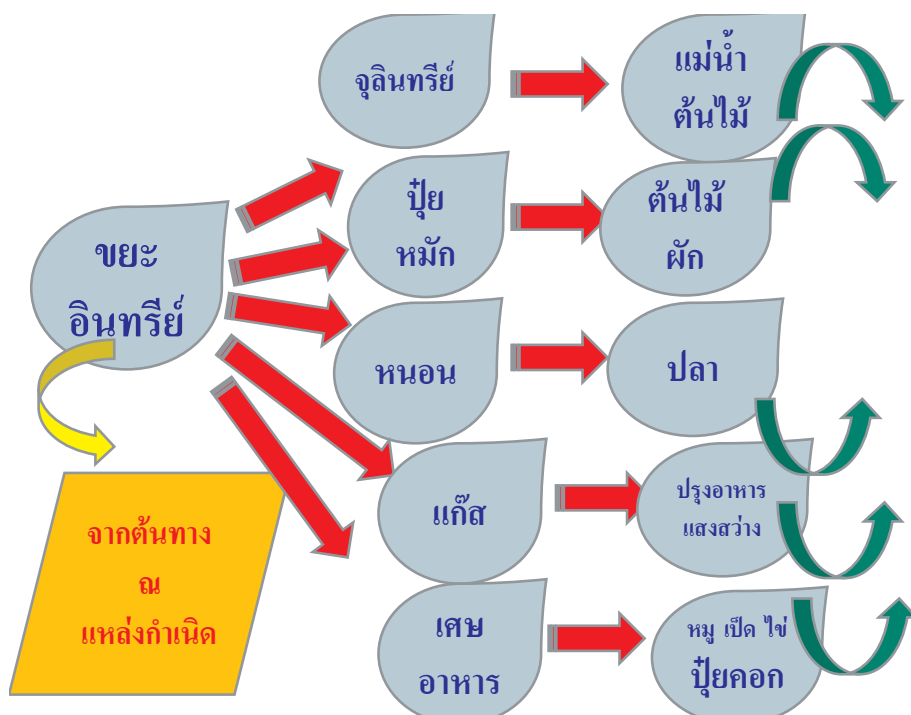 จุลินทรีย์
แม่น้ำ
ต้นไม้
ปุ๋ย
หมัก
ต้นไม้
ผัก
ขยะ
อินทรีย์
หนอน
ปลา
แก๊ส
ปรุงอาหาร
แสงสว่าง
จากต้นทาง
ณ
แหล่งกำเนิด
เศษ
อาหาร
หมู เป็ด ไข่
ปุ๋ยคอก